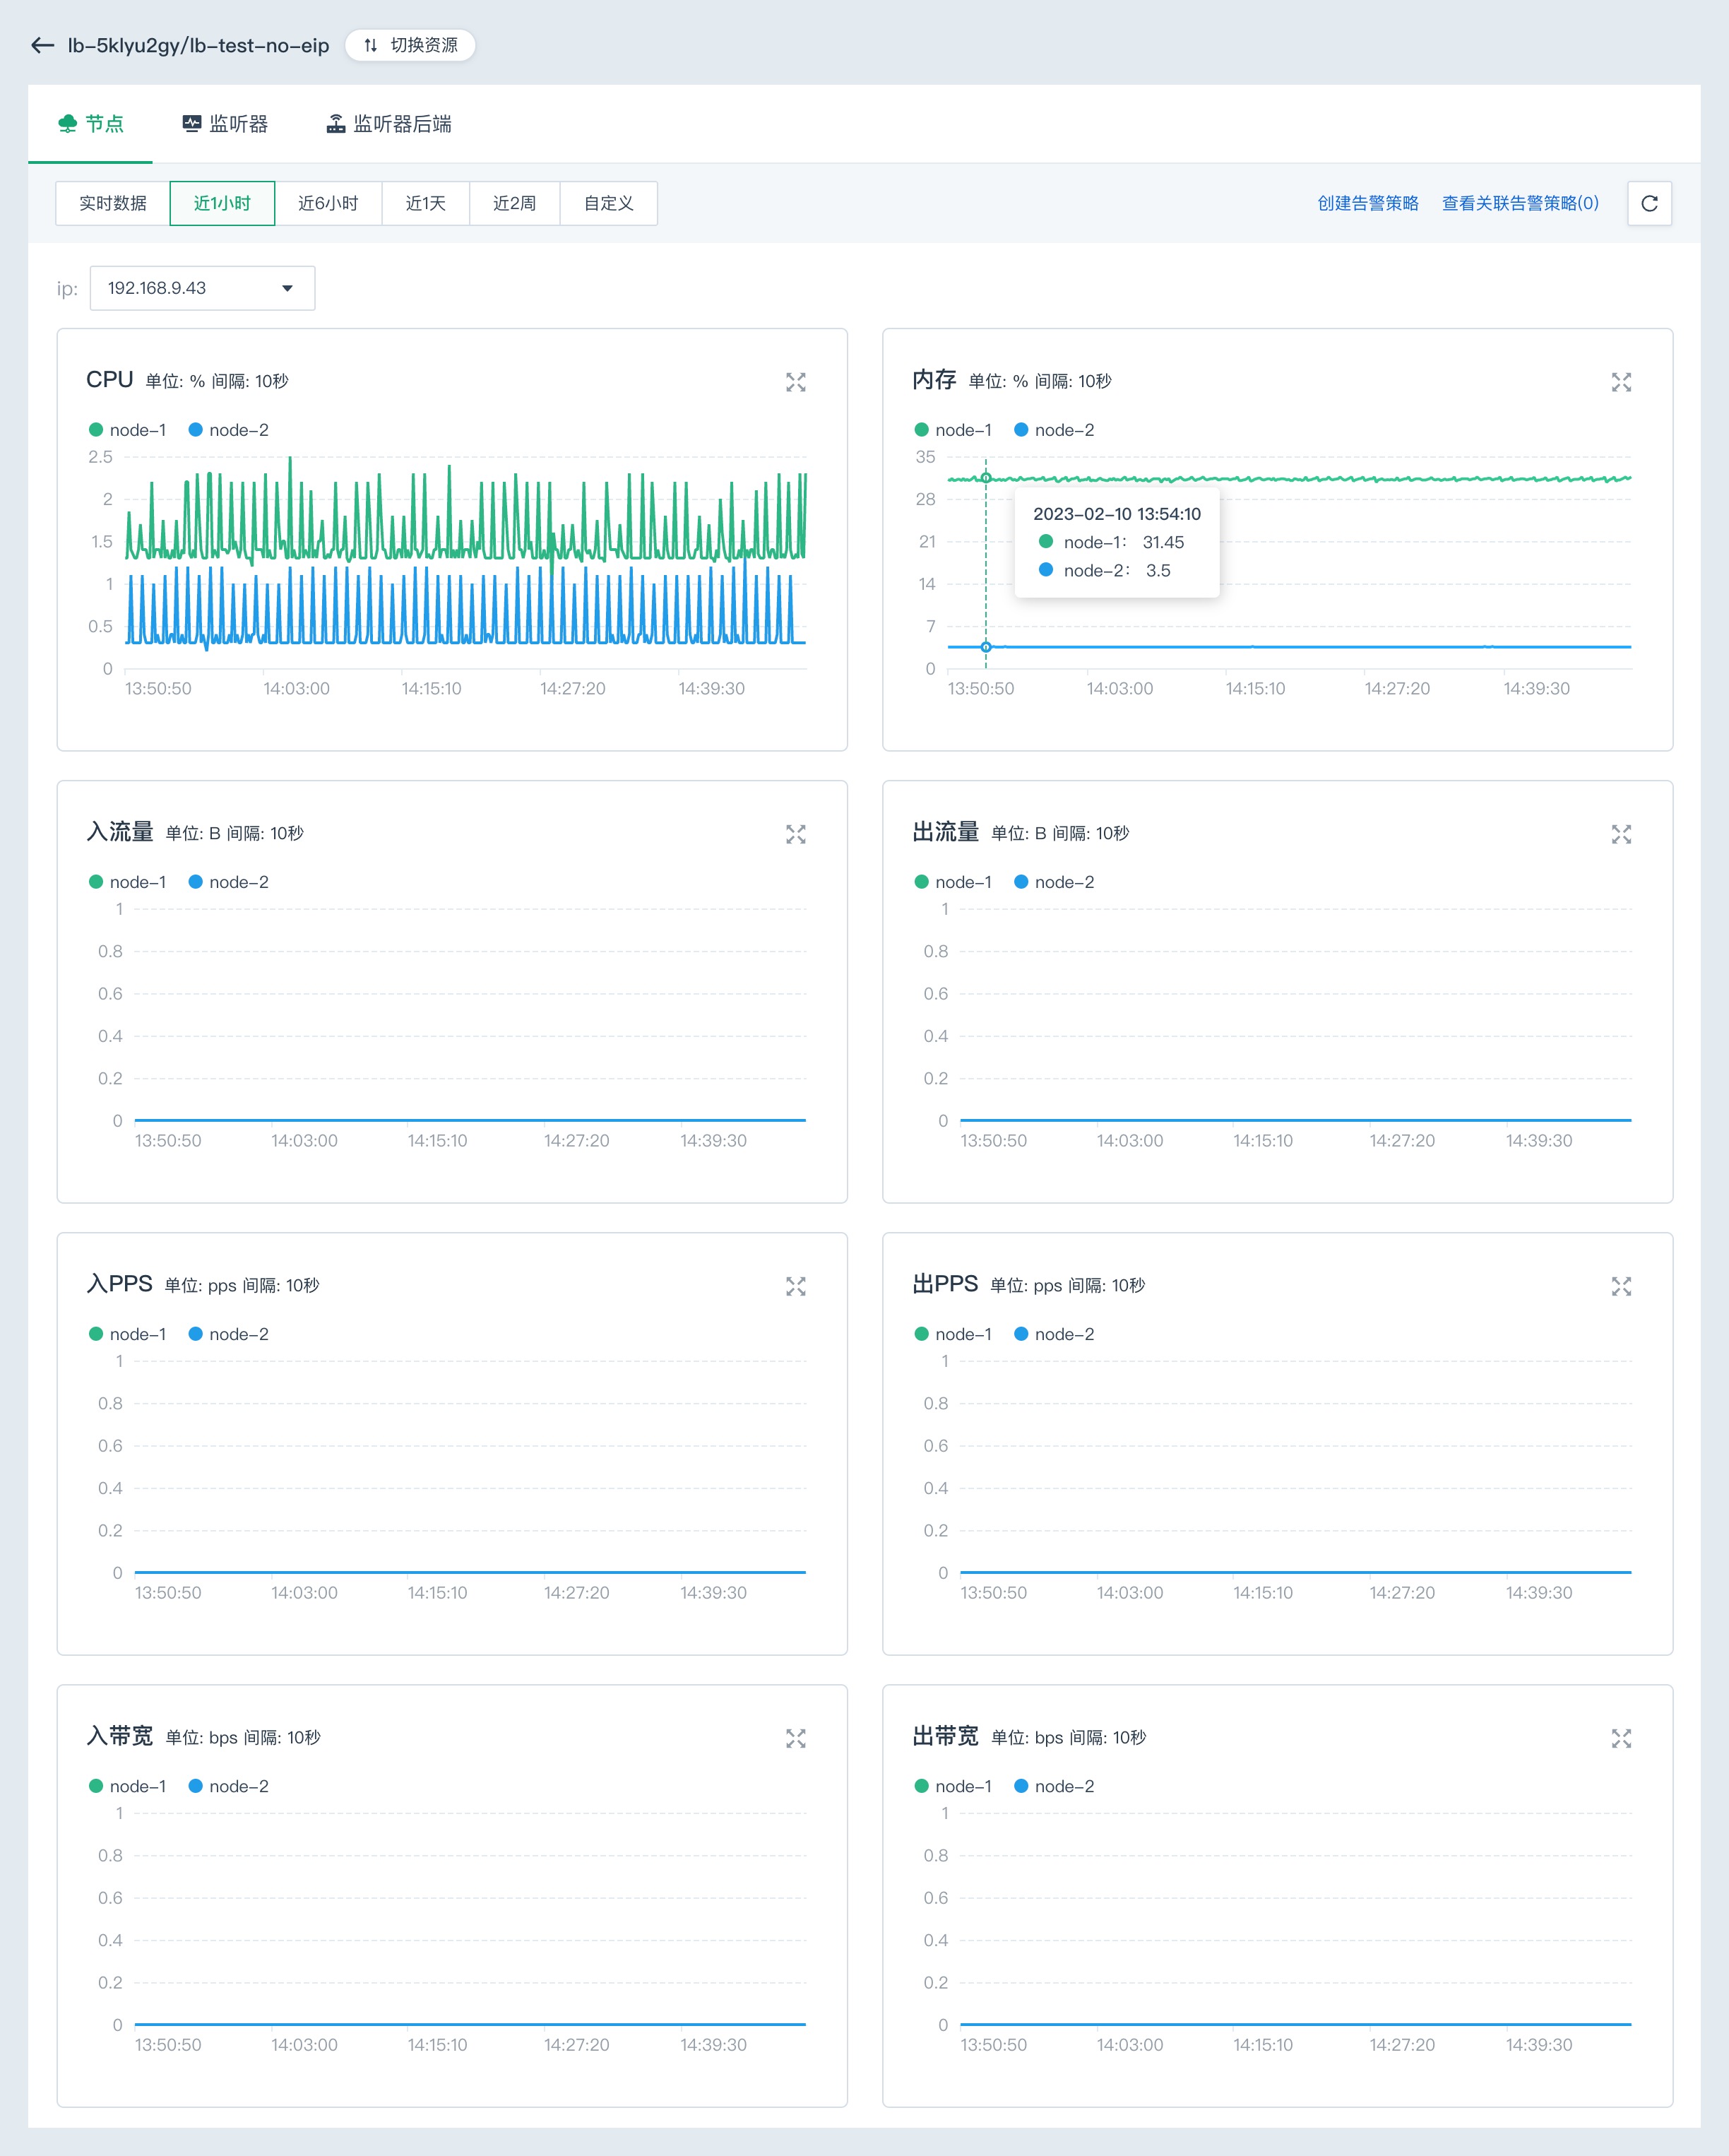 lb-5klyu2gy/lb-test-no-eip 切换资源
节点 监听器 监听器后端
实时数据 近1小时 近6小时 近1天 近2周 自定义 创建告警策略 查看关联告警策略(0)
ip: 192.168.9.43
CPU 单位: % 间隔: 10秒
node-1 node-2
2.5
2
1.5
1
0.5
0
13:50:50 14:03:00 14:15:10 14:27:20 14:39:30
内存 单位: % 间隔: 10秒
node-1 node-2
35
28
21
14
7
0
2023-02-10 13:54:10
node-1: 31.45
node-2: 3.5
13:50:50 14:03:00 14:15:10 14:27:20 14:39:30
入流量 单位: B 间隔: 10秒
node-1 node-2
1
0.8
0.6
0.4
0.2
0
13:50:50 14:03:00 14:15:10 14:27:20 14:39:30
出流量 单位: B 间隔: 10秒
node-1 node-2
1
0.8
0.6
0.4
0.2
0
13:50:50 14:03:00 14:15:10 14:27:20 14:39:30
入PPS 单位: pps 间隔: 10秒
node-1 node-2
1
0.8
0.6
0.4
0.2
0
13:50:50 14:03:00 14:15:10 14:27:20 14:39:30
出PPS 单位: pps 间隔: 10秒
node-1 node-2
1
0.8
0.6
0.4
0.2
0
13:50:50 14:03:00 14:15:10 14:27:20 14:39:30
入带宽 单位: bps 间隔: 10秒
node-1 node-2
1
0.8
0.6
0.4
0.2
0
13:50:50 14:03:00 14:15:10 14:27:20 14:39:30
出带宽 单位: bps 间隔: 10秒
node-1 node-2
1
0.8
0.6
0.4
0.2
0
13:50:50 14:03:00 14:15:10 14:27:20 14:39:30